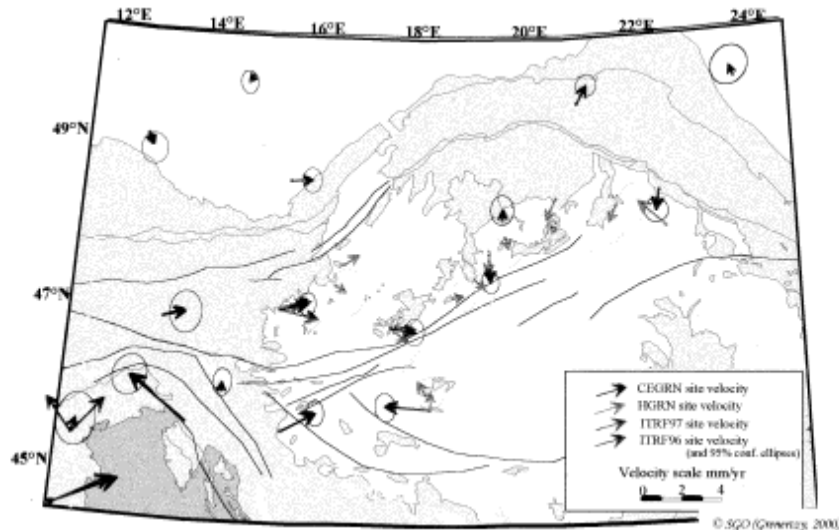 12°E 14°E 16°E 18°E 20°E 22°E 24°E
49°N
47°N
45°N
CEGRN site velocity
HGRN site velocity
ITRF97 site velocity
ITRF96 site velocity
(and 95% conf. ellipses)
Velocity scale mm/yr
0 2 4
© SGO (